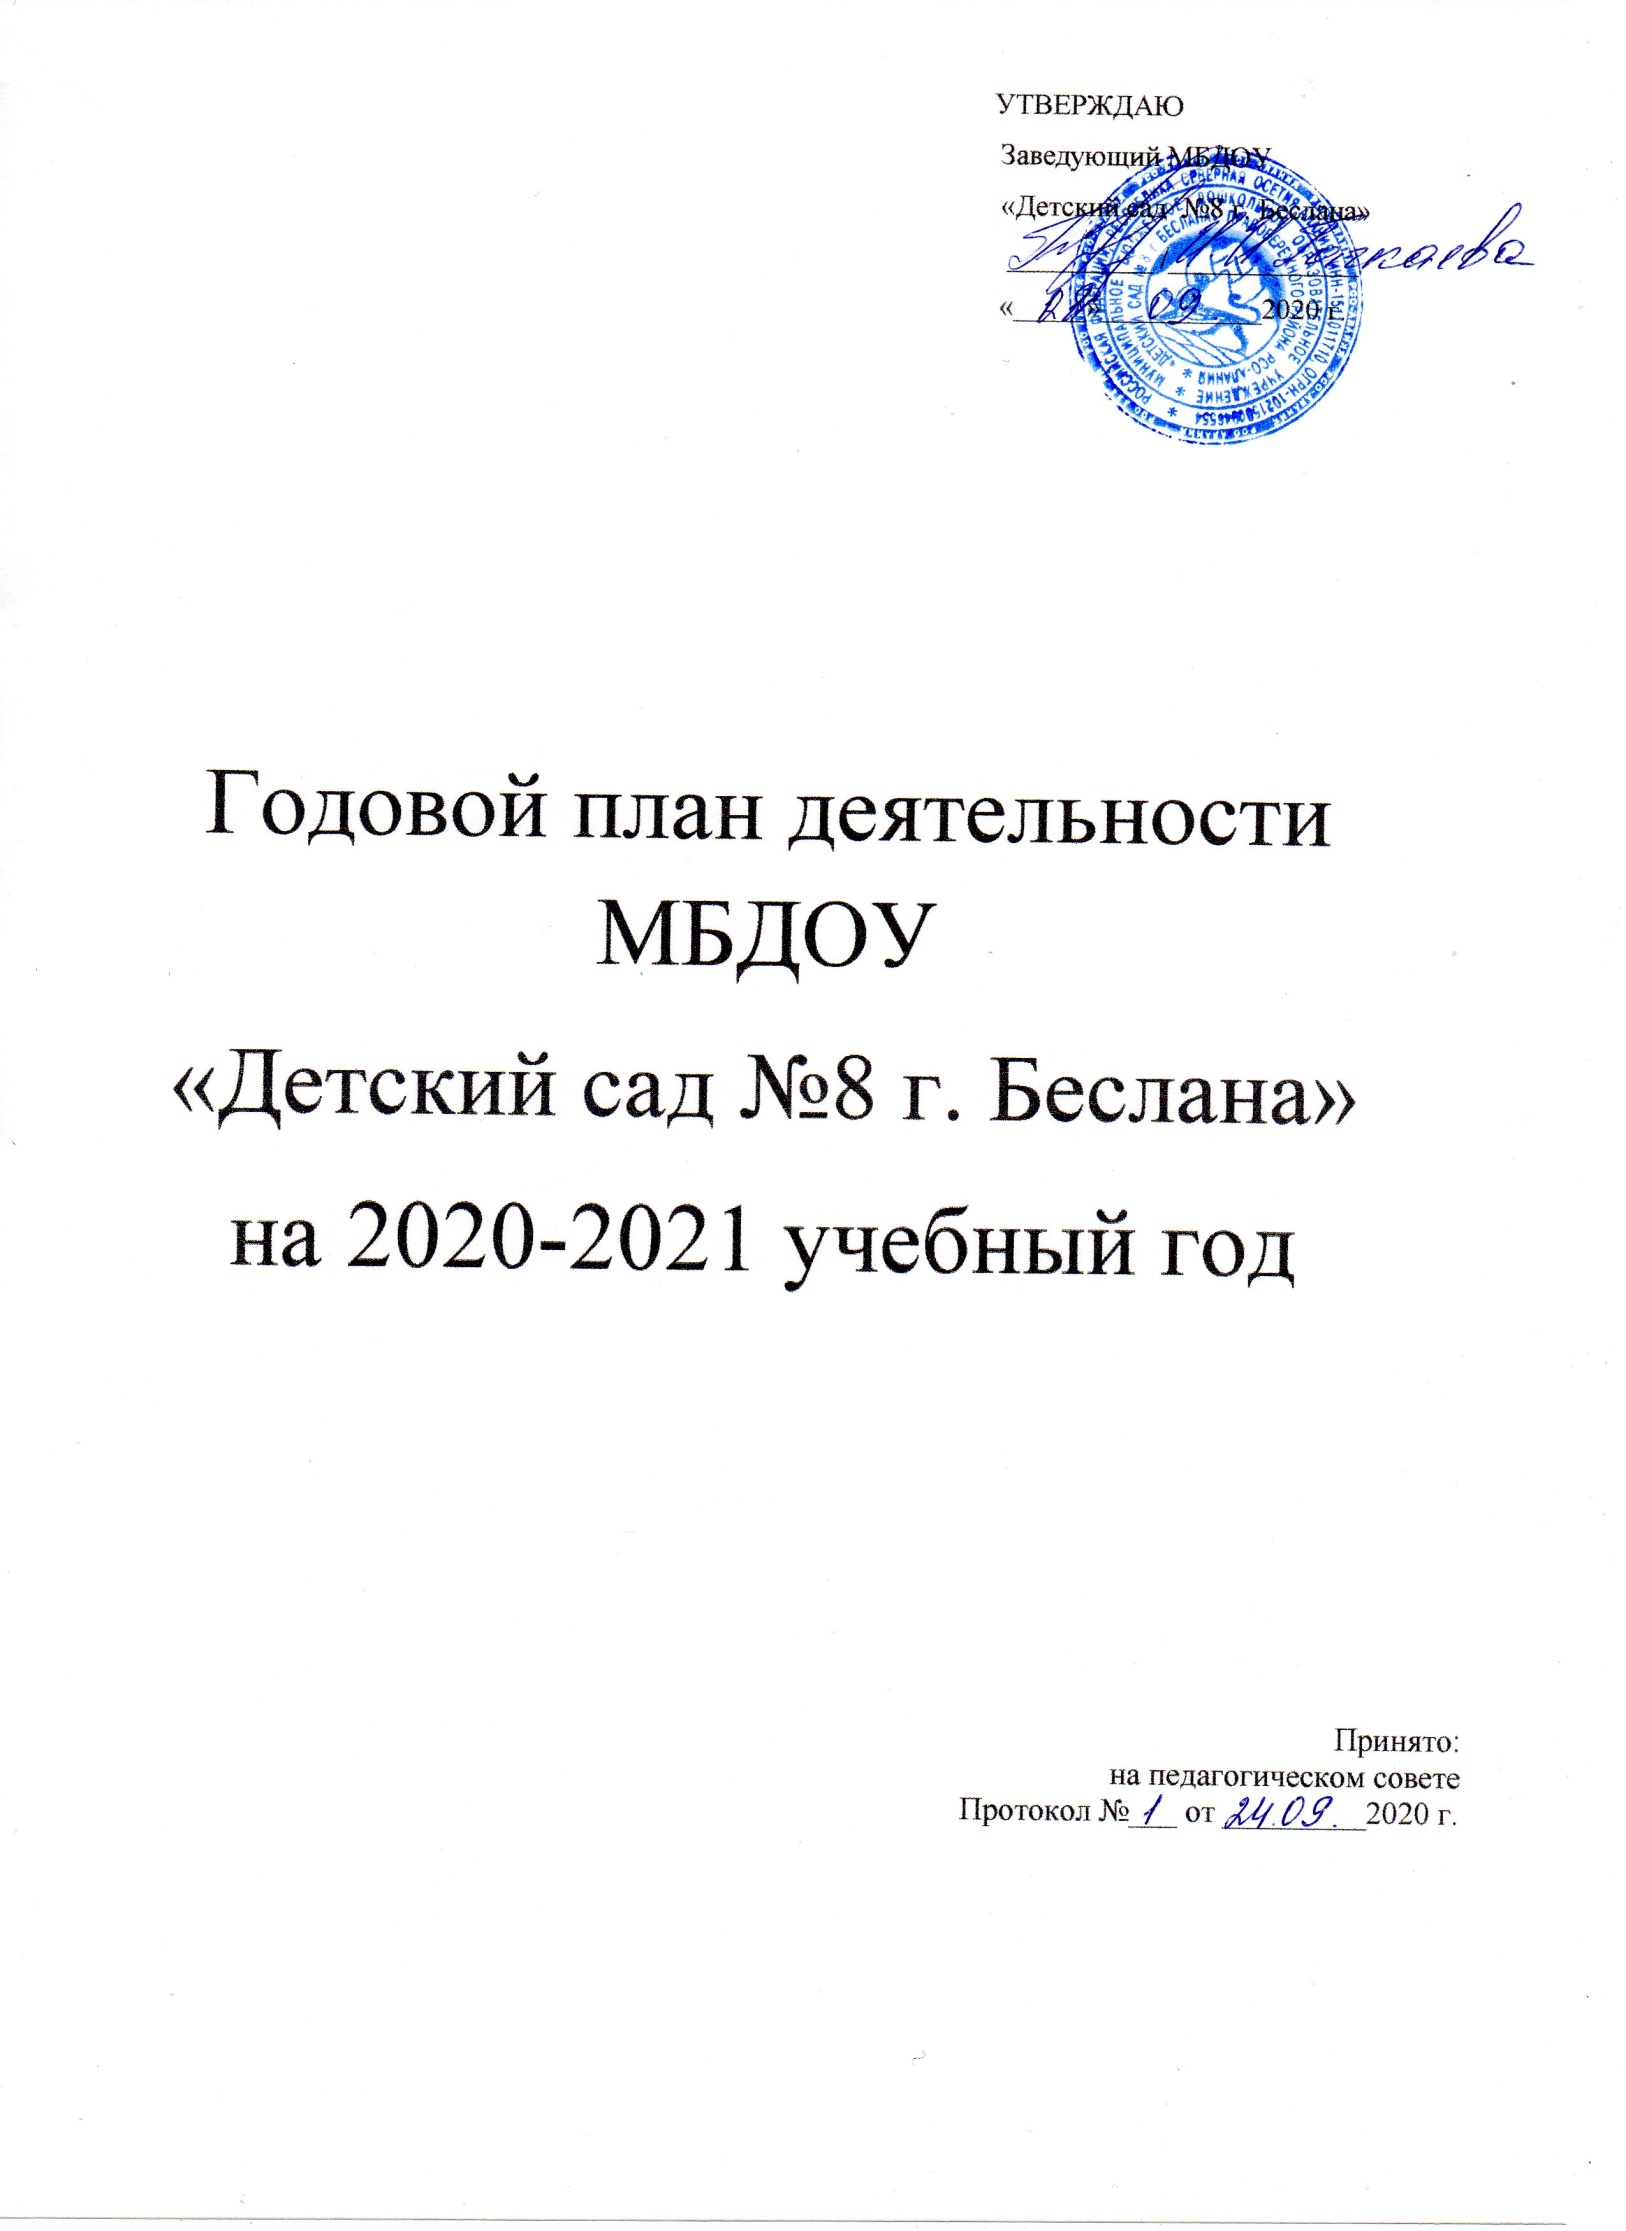 УТВЕРЖДАЮ
Заведующий МБДОУ
«Детский сад №8 г. Беслана»
«28» 09 2020 г.
Годовой план деятельности
МБДОУ
«Детский сад №8 г. Беслана»
на 2020-2021 учебный год
Принято:
на педагогическом совете
Протокол № 1 от 24.09. 2020 г.